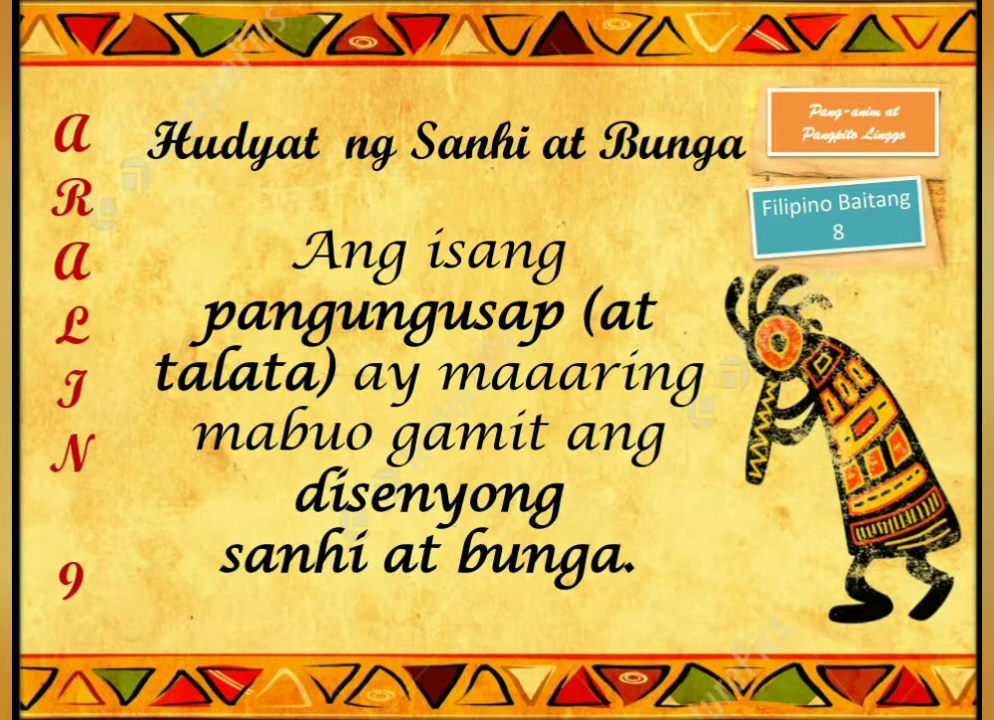 A
R
A
L
I
N
9
Hudyat ng Sanhi at Bunga
Pang-anim at
Pangpito Linggo
Filipino Baitang
8
Ang isang
pangungusap (at
talata) ay maaaring
mabuo gamit ang
disenyong
sanhi at bunga.